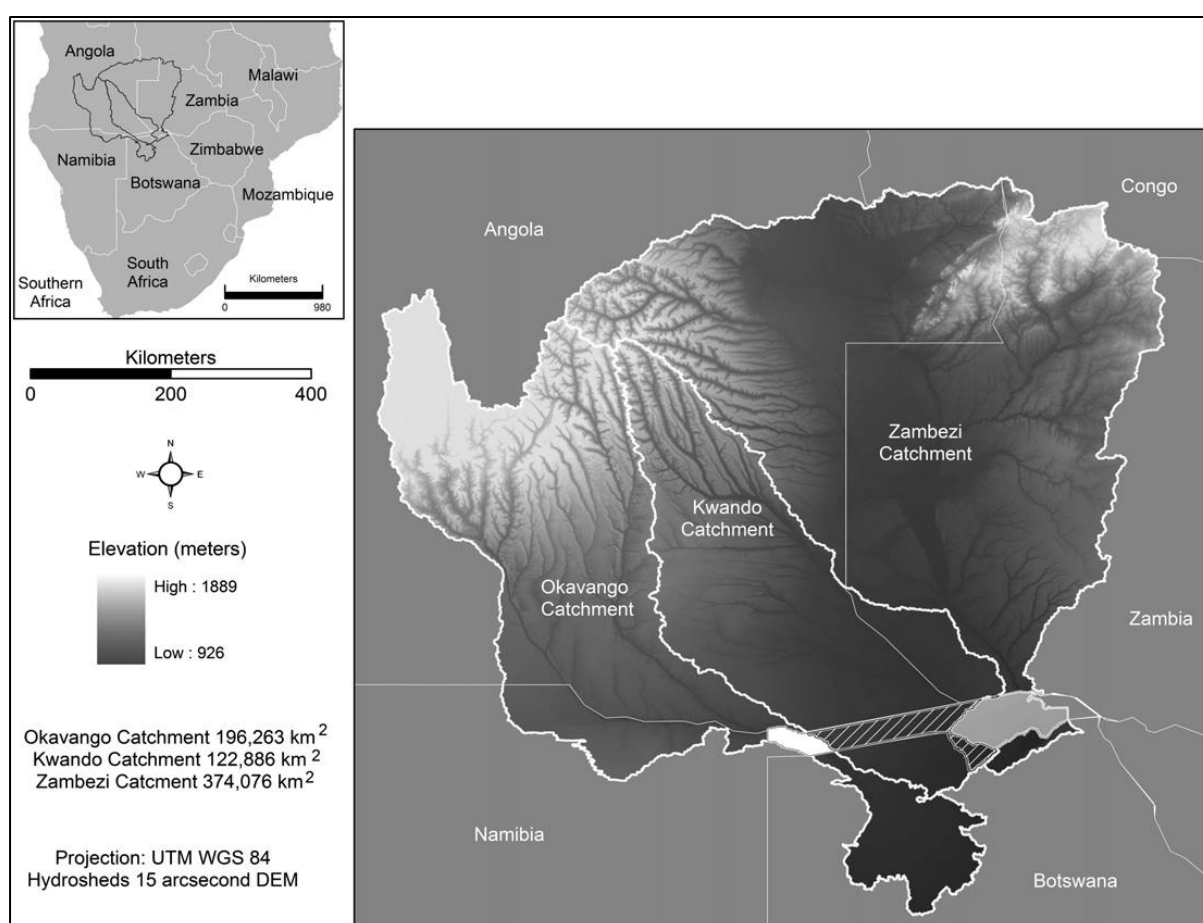 Angola
Malawi
Zambia
Zimbabwe
Namibia
Botswana
Mozambique
South
Africa
Southern
Africa
Kilometers
0 980
Kilometers
0 200 400
N
W E
S
Elevation (meters)
High : 1889
Low : 926
Okavango Catchment 196,263 km2
Kwando Catchment 122,886 km2
Zambezi Catcment 374,076 km2
Projection: UTM WGS 84
Hydrosheds 15 arcsecond DEM
Congo
Angola
Zambezi
Catchment
Kwando
Catchment
Okavango
Catchment
Zambia
Namibia
Botswana